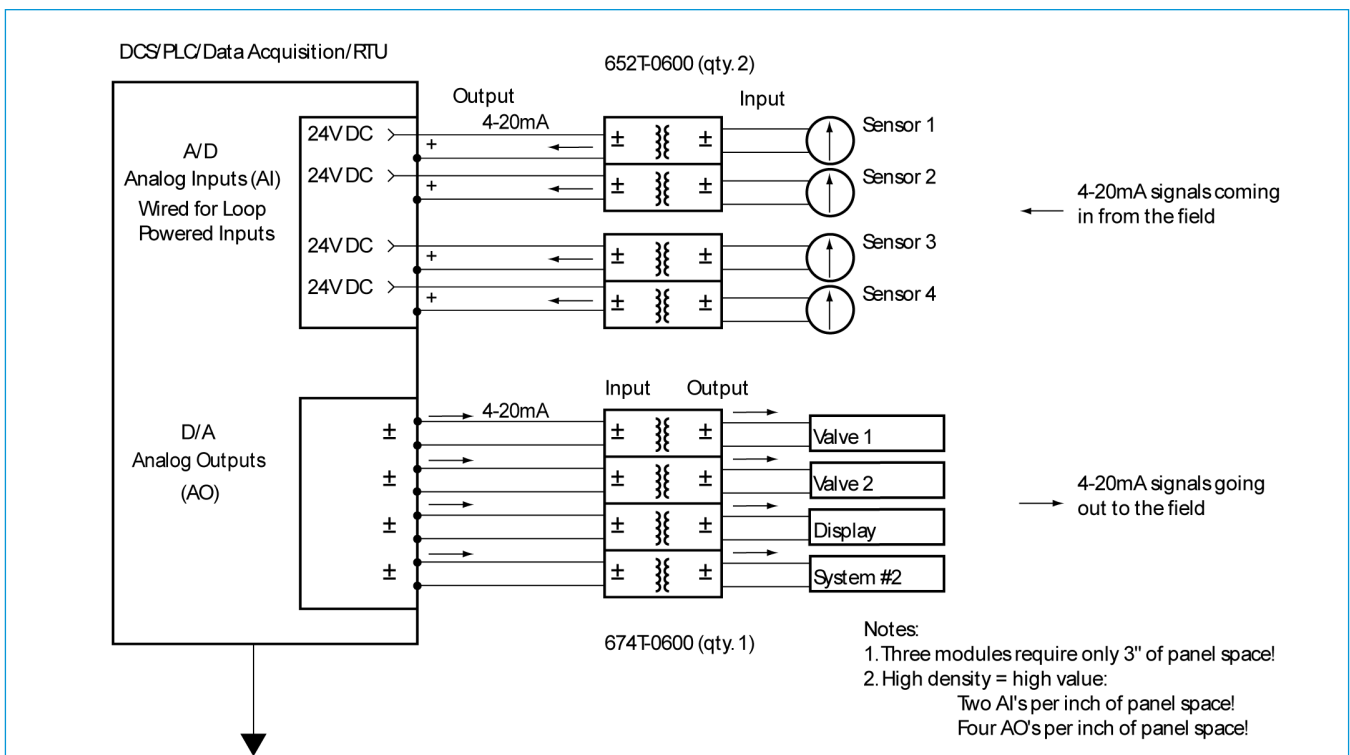 DCS/PLC/Data Acquisition/RTU
652T-0600 (qty. 2)
Output
Input
4-20mA
A/D
Analog Inputs (AI)
Wired for Loop
Powered Inputs
24V DC
+
± ±
Sensor 1
24V DC
+
± ±
Sensor 2
24V DC
+
± ±
Sensor 3
24V DC
+
± ±
Sensor 4
4-20mA signals coming
in from the field
Input
Output
4-20mA
D/A
Analog Outputs
(AO)
±
± ±
Valve 1
±
± ±
Valve 2
±
± ±
Display
±
± ±
System #2
4-20mA signals going
out to the field
674T-0600 (qty. 1)
Notes:
1. Three modules require only 3" of panel space!
2. High density = high value:
Two AI's per inch of panel space!
Four AO's per inch of panel space!